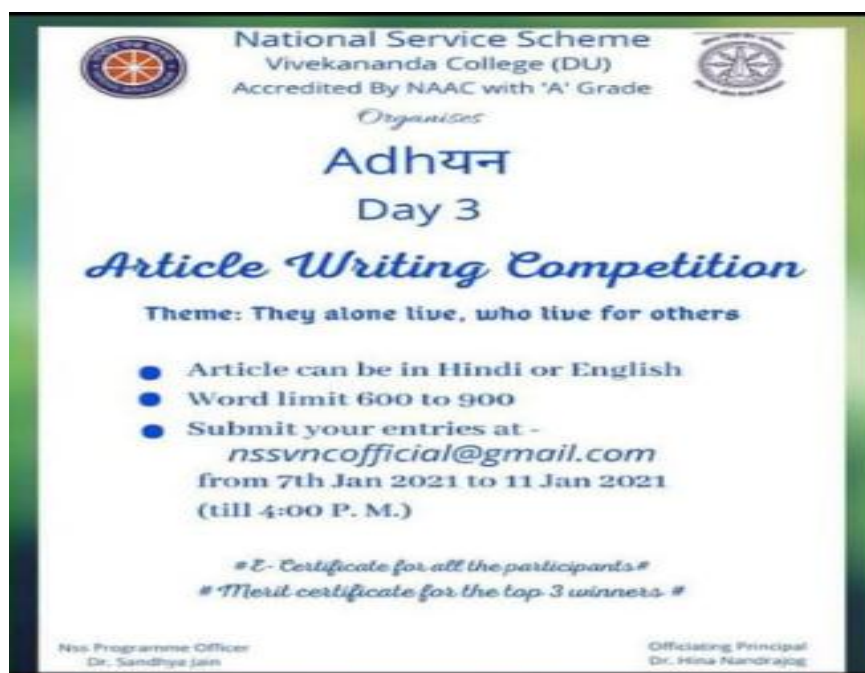 National Service Scheme
Vivekananda College (DU)
Accredited By NAAC with 'A' Grade
Organises
Adhयन
Day 3
Article Writing Competition
Theme: They alone live, who live for others
Article can be in Hindi or English
Word limit 600 to 900
Submit your entries at -
nssvncofficial@gmail.com
from 7th Jan 2021 to 11 Jan 2021
(till 4:00 P. M.)
#E- Certificate for all the participants#
# Merit certificate for the top 3 winners #
Nss Programme Officer
Dr. Sandhya Jain
Officiating Principal
Dr. Hina Nandrajog